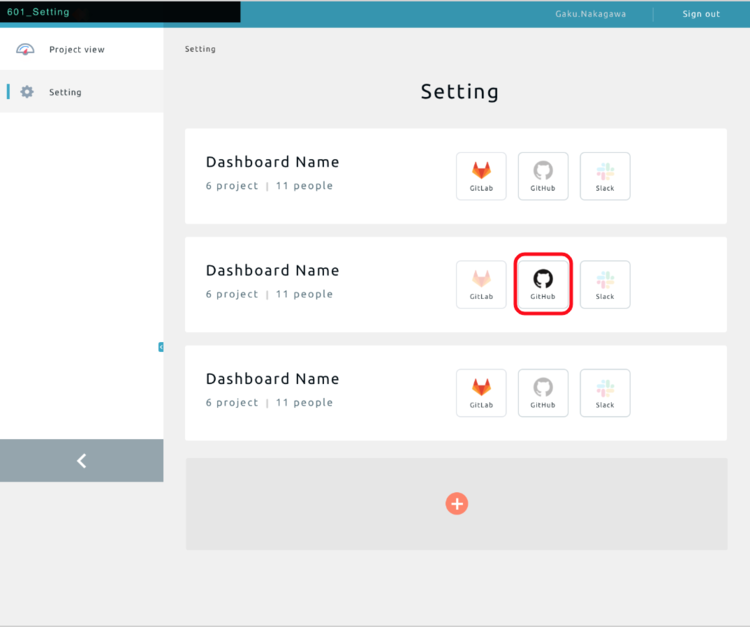 601_Setting
Gaku.Nakagawa
Sign out
Project view
Setting
Setting
Setting
Dashboard Name
6 project | 11 people
GitLab
GitHub
Slack
Dashboard Name
6 project | 11 people
GitLab
GitHub
Slack
Dashboard Name
6 project | 11 people
GitLab
GitHub
Slack